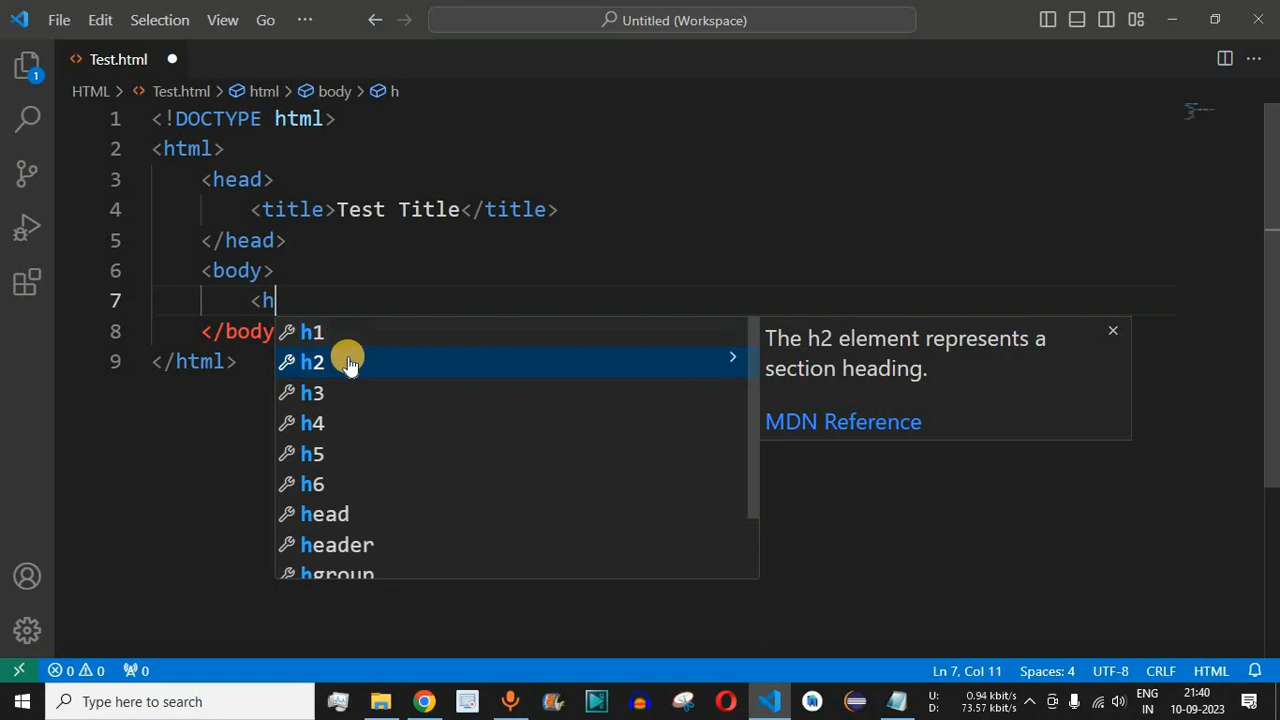 File Edit Selection View Go ··· Untitled (Workspace)
Test.html
1
HTML > Test.html > html > body > h
1 <!DOCTYPE html>
2 <html>
3 <head>
4 <title>Test Title</title>
5 </head>
6 <body>
7 <h
8 </body
9 </html>
h1
h2
h3
h4
h5
h6
head
header
hgroup
The h2 element represents a
section heading.
MDN Reference
0 0 0 Ln 7, Col 11 Spaces: 4 UTF-8 CRLF HTML
Type here to search
U: 0.94 kbit/s
D: 73.57 kbit/s
ENG
IN
21:40
10-09-2023